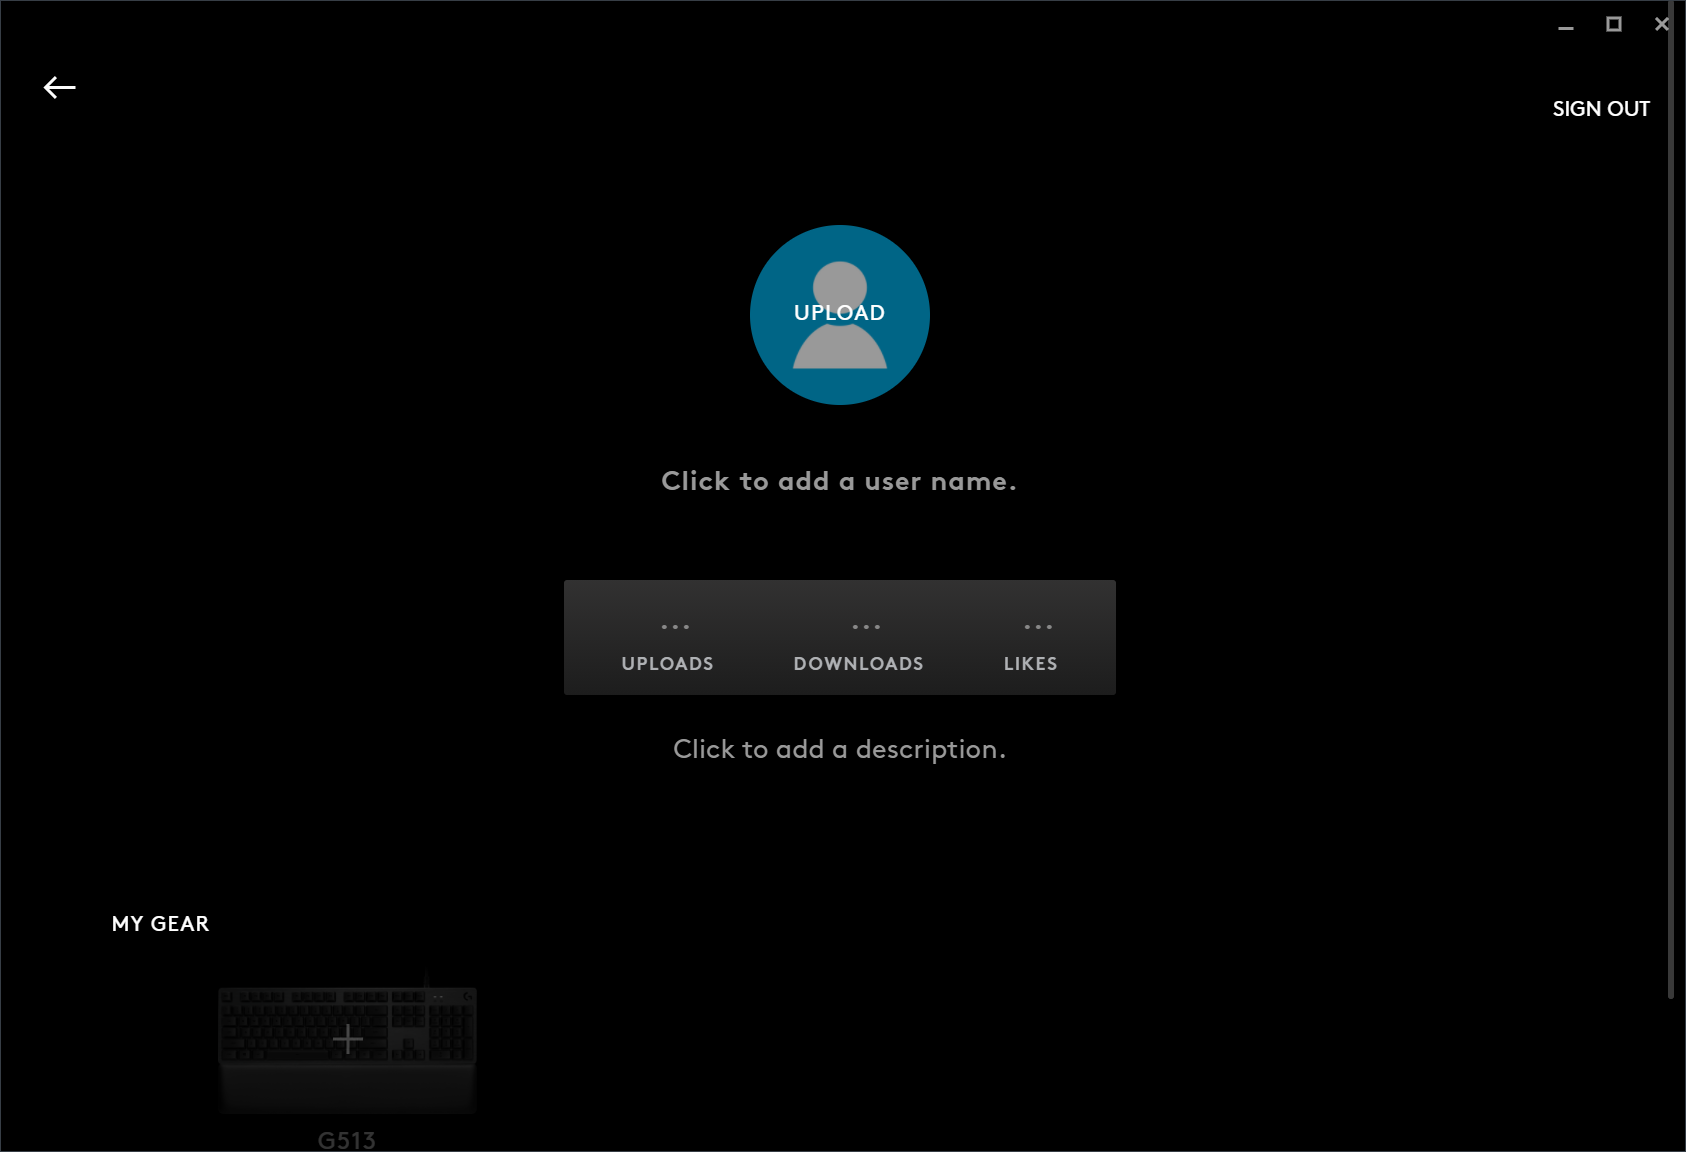 SIGN OUT
UPLOAD
Click to add a user name.
... ... ...
UPLOADS DOWNLOADS LIKES
Click to add a description.
MY GEAR
G513